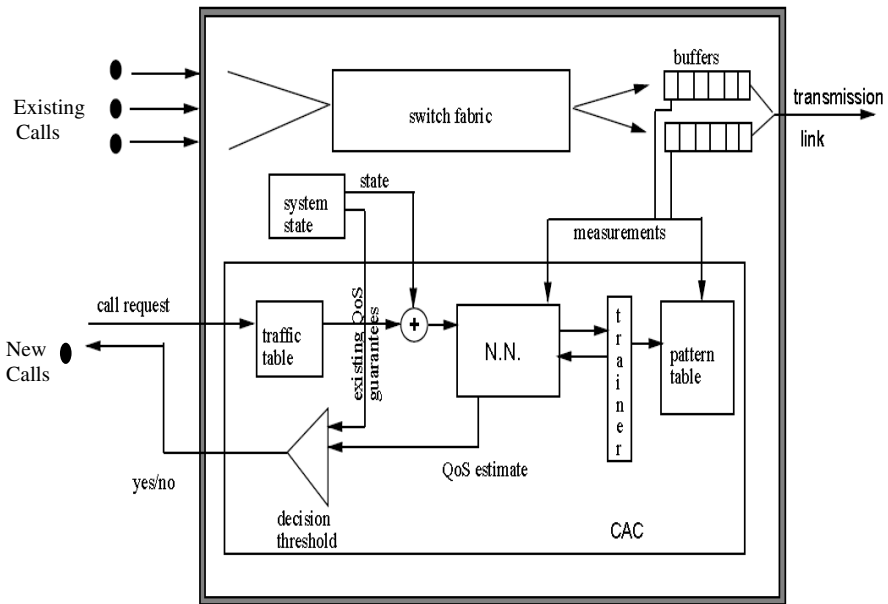 buffers
Existing
Calls
switch fabric
transmission
link
state
system
state
measurements
call request
existing QoS
guarantees
traffic
table
+
N.N.
trainer
pattern
table
New
Calls
QoS estimate
yes/no
decision
threshold
CAC